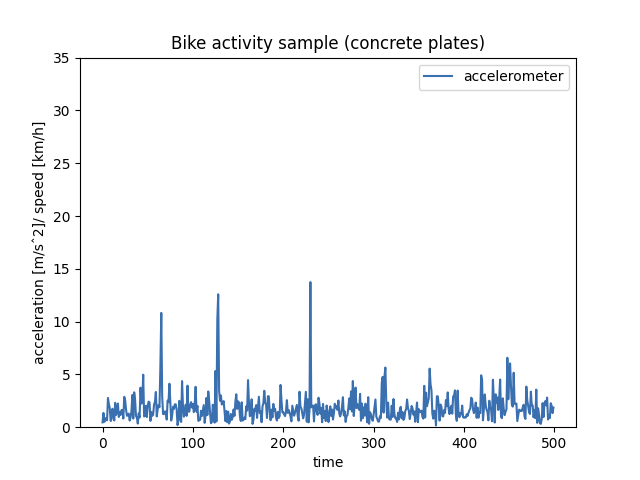 Bike activity sample (concrete plates)
accelerometer
35
30
25
20
15
10
5
0
acceleration [m/s^2]/ speed [km/h]
0 100 200 300 400 500
time